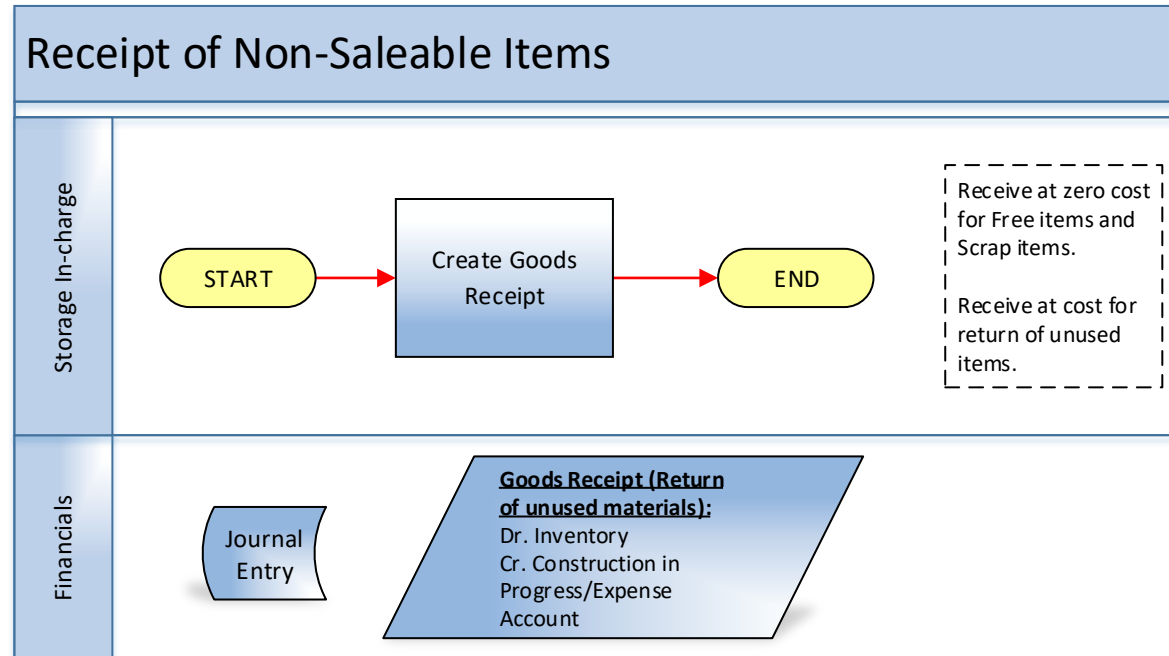 Receipt of Non-Saleable Items
Storage In-charge
START
Create Goods
Receipt
END
Receive at zero cost
for Free items and
Scrap items.
Receive at cost for
return of unused
items.
Financials
Journal
Entry
Goods Receipt (Return
of unused materials):
Dr. Inventory
Cr. Construction in
Progress/Expense
Account